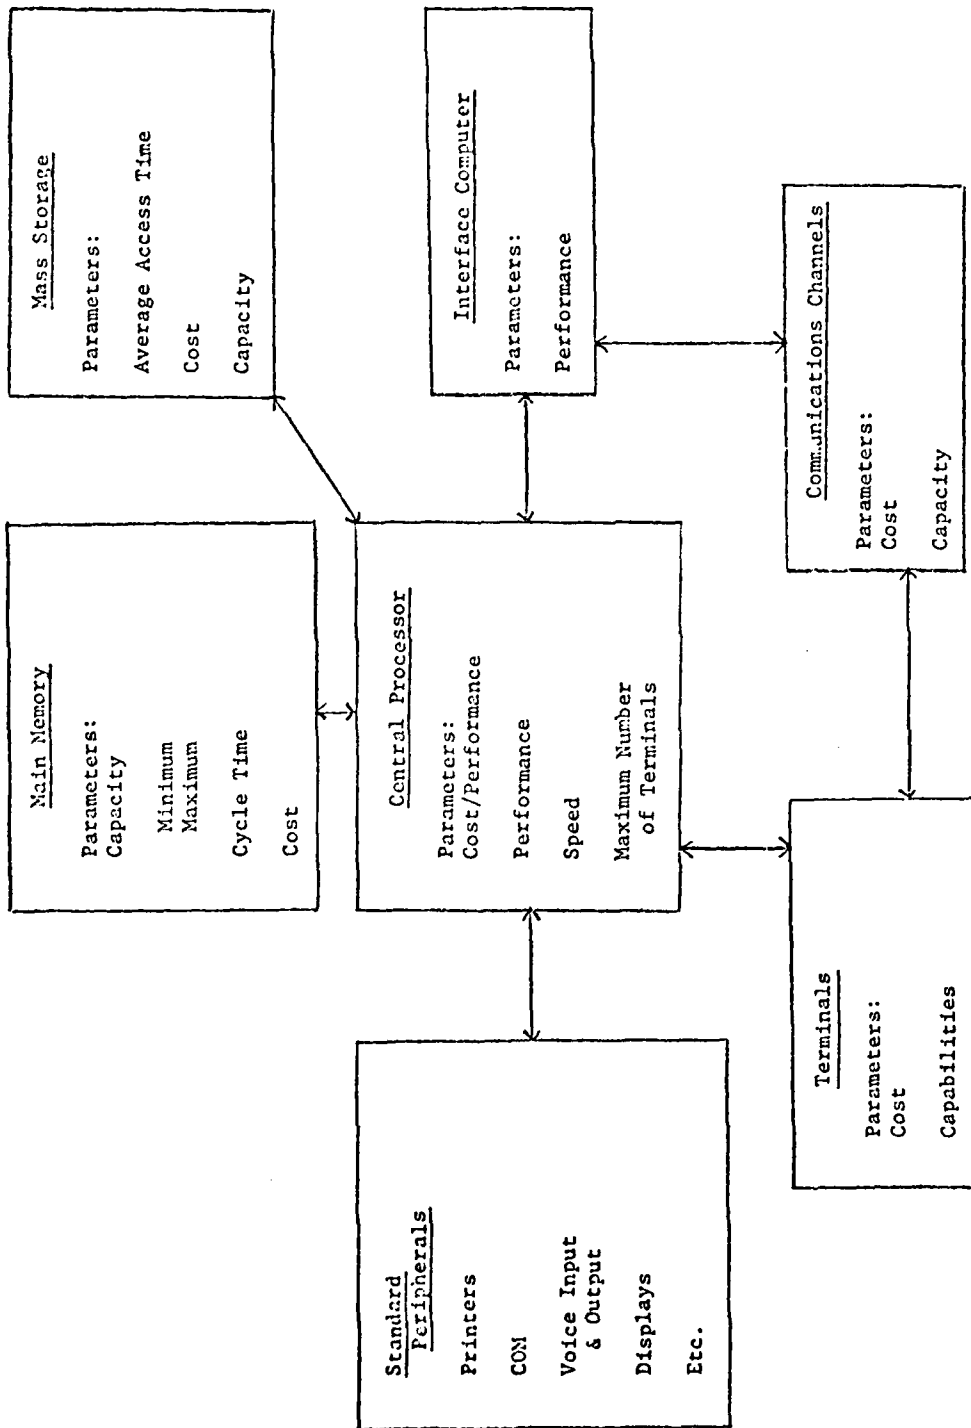 Main Memory
Parameters:
Capacity
Minimum
Maximum
Cycle Time
Cost
Mass Storage
Parameters:
Average Access Time
Cost
Capacity
Standard
Peripherals
Printers
COM
Voice Input
& Output
Displays
Etc.
Central Processor
Parameters:
Cost/Performance
Performance
Speed
Maximum Number
of Terminals
Interface Computer
Parameters:
Performance
Terminals
Parameters:
Cost
Capabilities
Communications Channels
Parameters:
Cost
Capacity